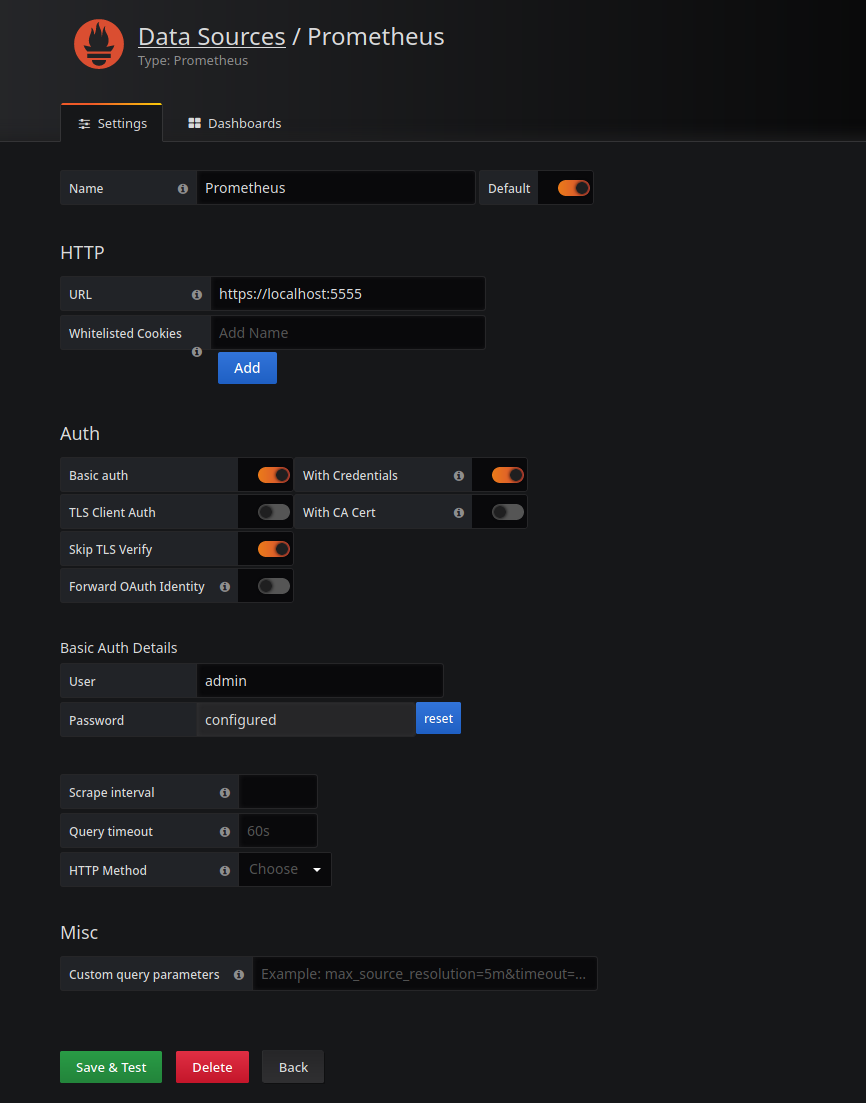 Data Sources / Prometheus
Type: Prometheus
Settings Dashboards
Name Prometheus Default
HTTP
URL https://localhost:5555
Whitelisted Cookies Add Name
Add
Auth
Basic auth With Credentials
TLS Client Auth With CA Cert
Skip TLS Verify
Forward OAuth Identity
Basic Auth Details
User admin
Password configured reset
Scrape interval
Query timeout 60s
HTTP Method Choose
Misc
Custom query parameters Example: max_source_resolution=5m&timeout=...
Save & Test Delete Back